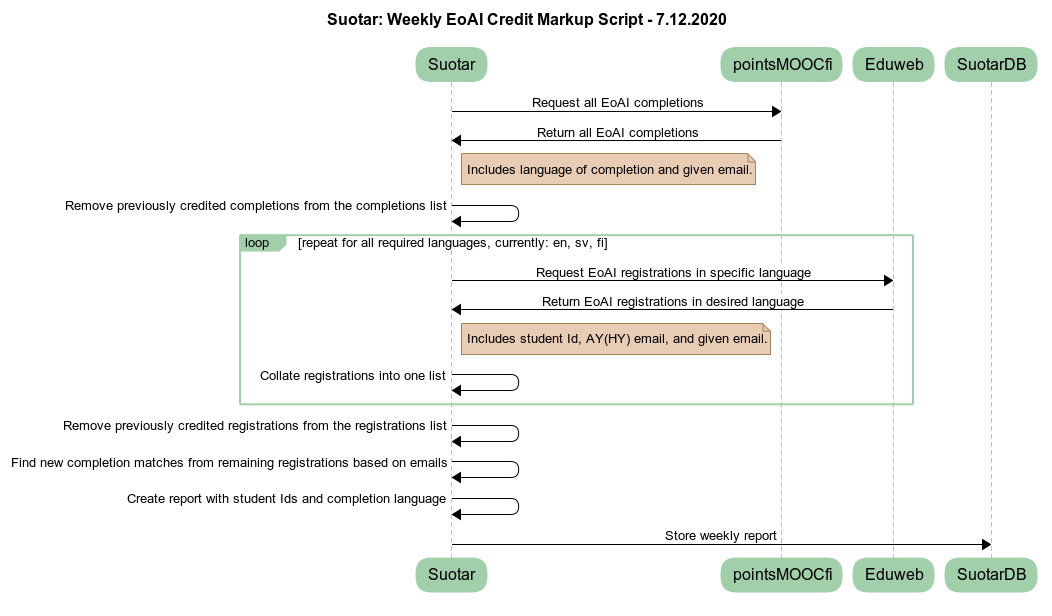 Suotar: Weekly EoAI Credit Markup Script - 7.12.2020
Suotar
pointsMOOCfi
Eduweb
SuotarDB
Request all EoAI completions
Return all EoAI completions
Includes language of completion and given email.
Remove previously credited completions from the completions list
loop [repeat for all required languages, currently: en, sv, fi]
Request EoAI registrations in specific language
Return EoAI registrations in desired language
Includes student Id, AY(HY) email, and given email.
Collate registrations into one list
Remove previously credited registrations from the registrations list
Find new completion matches from remaining registrations based on emails
Create report with student Ids and completion language
Store weekly report
Suotar
pointsMOOCfi
Eduweb
SuotarDB